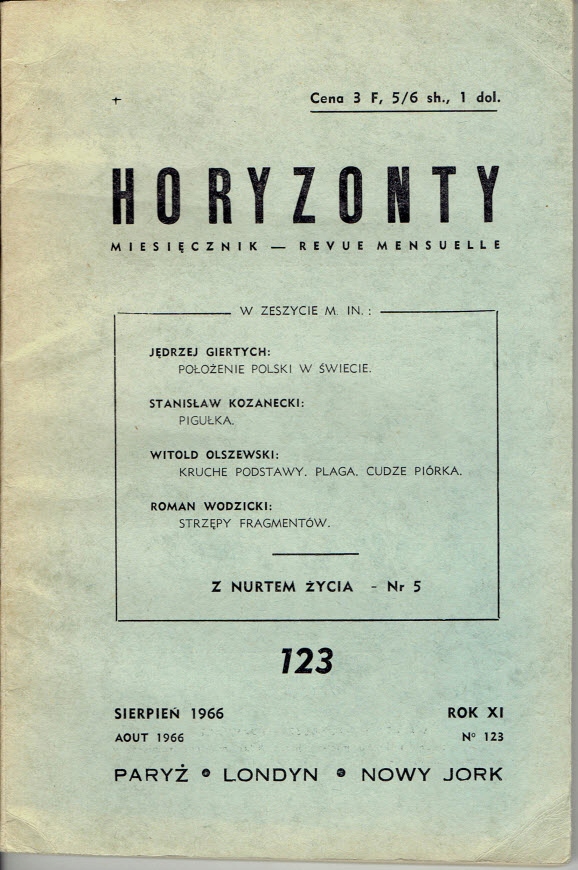 + Cena 3 F, 5/6 sh., 1 dol.
HORYZONTY
MIESIĘCZNIK — REVUE MENSUELLE
W ZESZYCIE M. IN. :
JĘDRZEJ GIERTYCH:
POŁOŻENIE POLSKI W ŚWIECIE.
STANISŁAW KOZANECKI:
PIGUŁKA.
WITOLD OLSZEWSKI:
KRUCHE PODSTAWY. PLAGA. CUDZE PIÓRKA.
ROMAN WODZICKI:
STRZĘPY FRAGMENTÓW.
Z NURTEM ŻYCIA - Nr 5
123
SIERPIEŃ 1966 ROK XI
AOUT 1966 Nº 123
PARYŻ • LONDYN • NOWY JORK